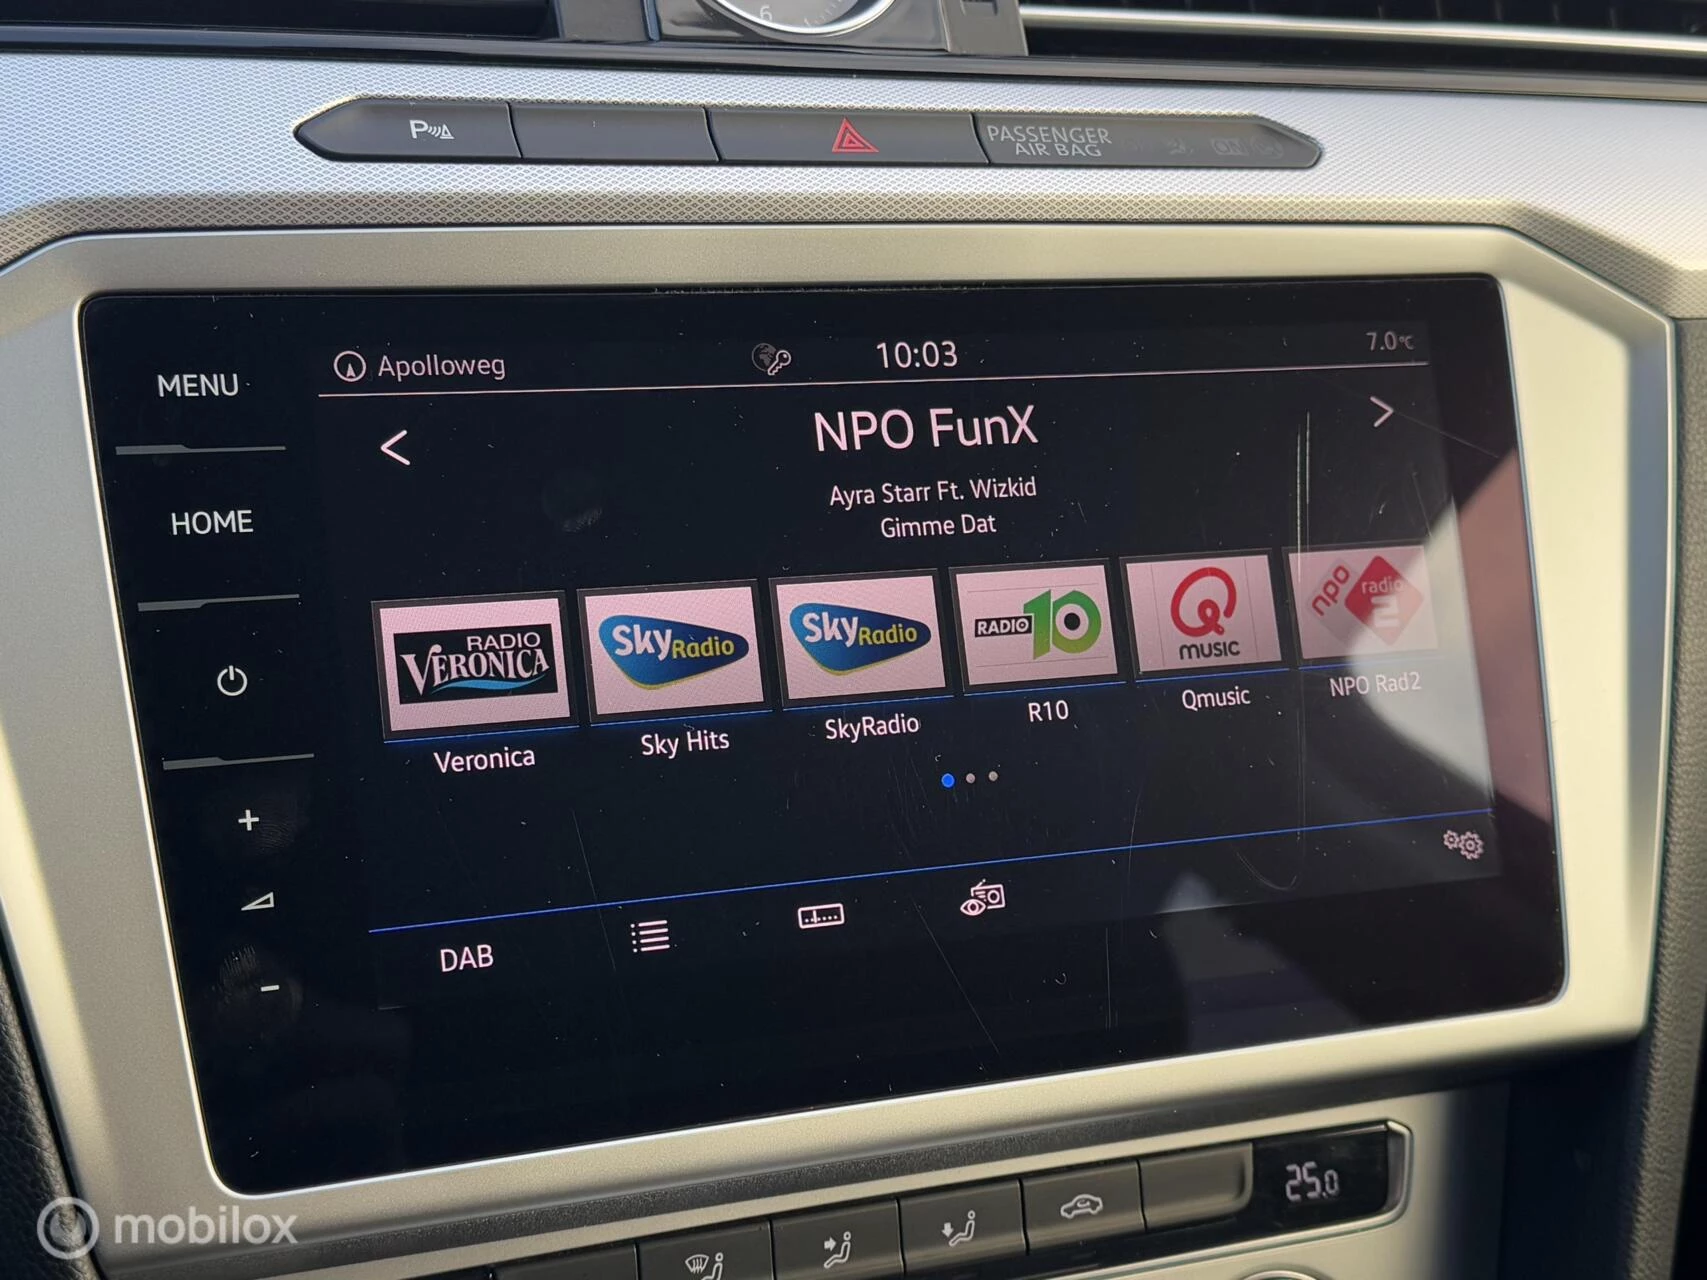 6
P
PASSENGER
AIR BAG
ON
MENU
HOME
Apolloweg
10:03
7.0°C
NPO FunX
Ayra Starr Ft. Wizkid
Gimme Dat
RADIO
VERONICA
Sky Radio
Sky Radio
RADIO 10
Q
MUSIC
npo radio 2
Veronica
Sky Hits
SkyRadio
R10
Qmusic
NPO Rad2
+
-
DAB
25.0
mobilox